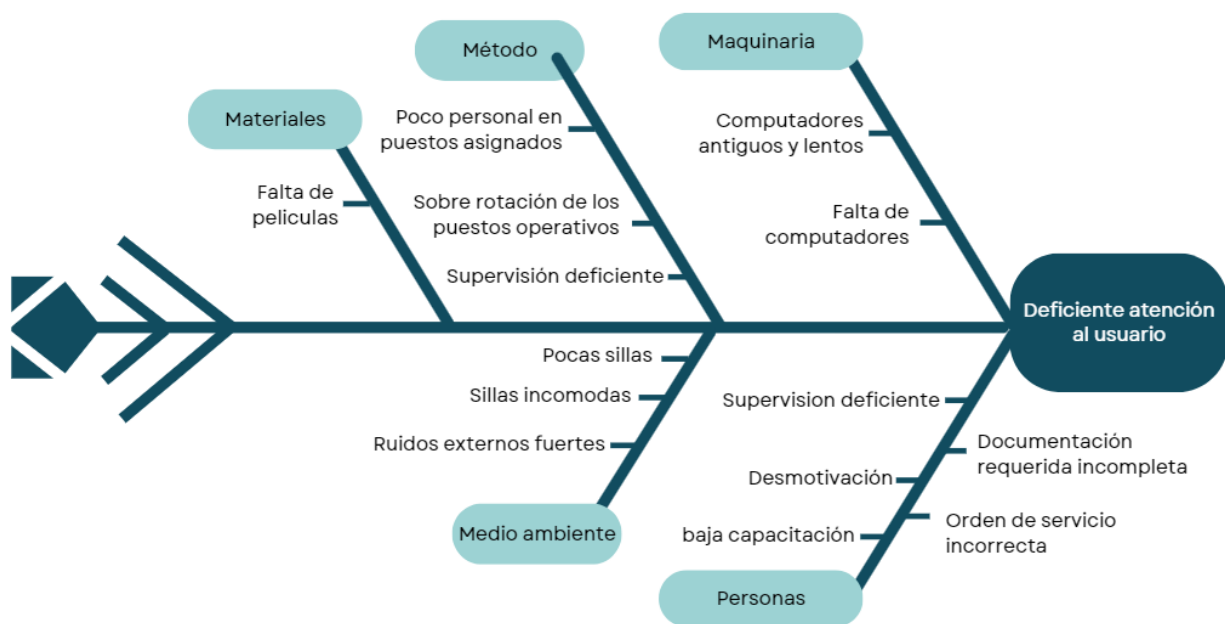 Método
Maquinaria
Materiales
Poco personal en
puestos asignados
Computadores
antiguos y lentos
Falta de
peliculas
Sobre rotación de los
puestos operativos
Falta de
computadores
Supervisión deficiente
Deficiente atención
al usuario
Pocas sillas
Sillas incomodas
Ruidos externos fuertes
Supervision deficiente
Documentación
requerida incompleta
Desmotivación
Orden de servicio
incorrecta
baja capacitación
Medio ambiente
Personas